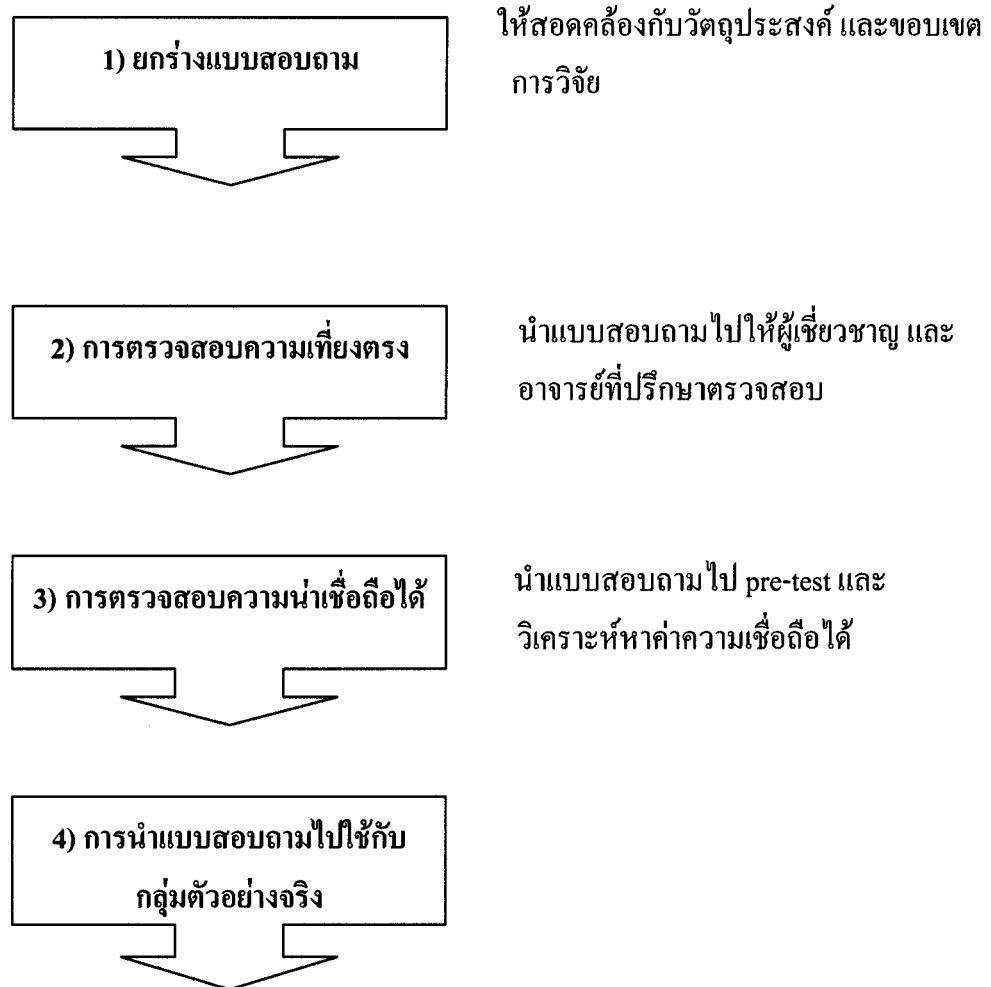 1) ยกร่างแบบสอบถาม
ให้สอดคล้องกับวัตถุประสงค์ และขอบเขต
การวิจัย
2) การตรวจสอบความเที่ยงตรง
นำแบบสอบถามไปให้ผู้เชี่ยวชาญ และ
อาจารย์ที่ปรึกษาตรวจสอบ
3) การตรวจสอบความน่าเชื่อถือได้
นำแบบสอบถามไป pre-test และ
วิเคราะห์หาค่าความเชื่อถือได้
4) การนำแบบสอบถามไปใช้กับ
กลุ่มตัวอย่างจริง